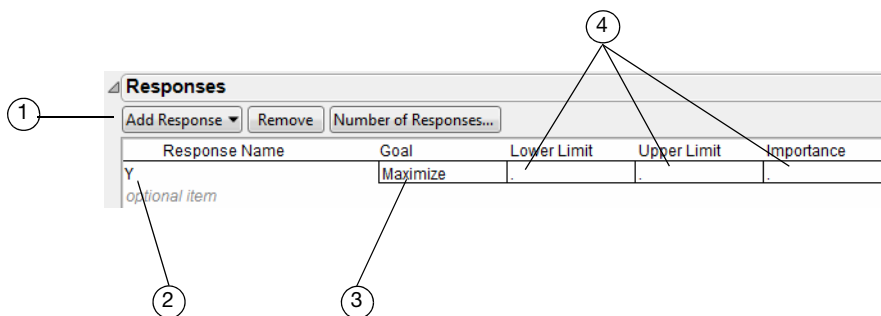 4
Responses
1
Add Response Remove Number of Responses...
Response Name Goal Lower Limit Upper Limit Importance
Y Maximize . . .
optional item
2 3